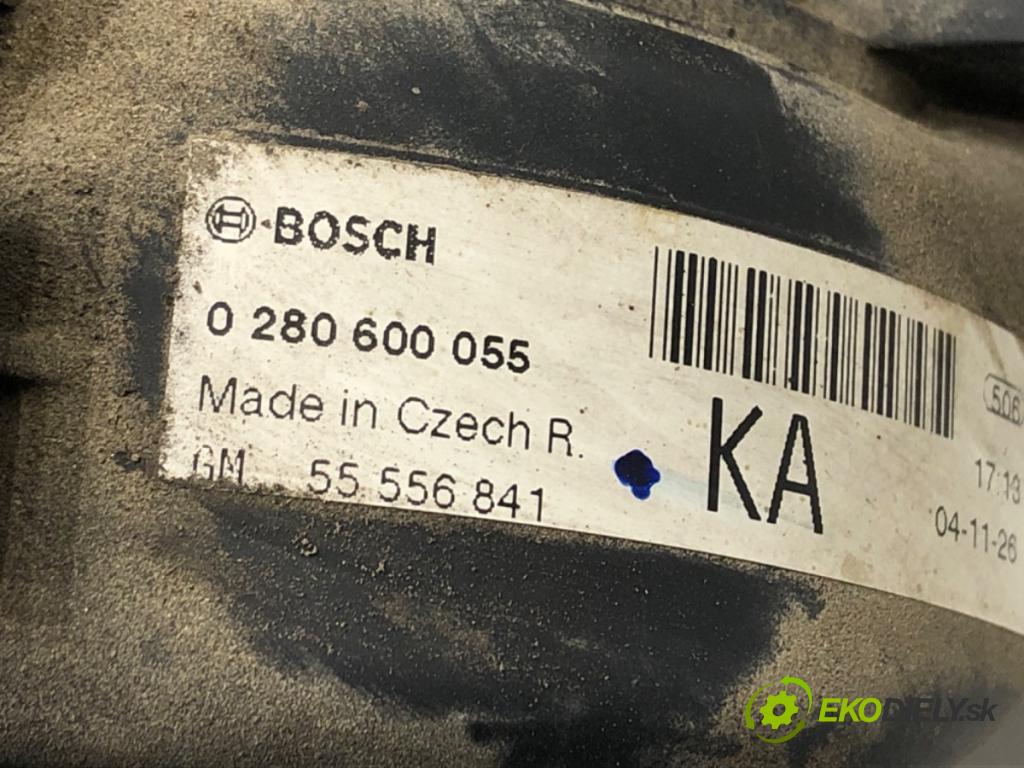 BOSCH
0 280 600 055
Made in Czech R.
GM 55 556 841
KA
506
17:13
04-11-26
EKODIELY.sk